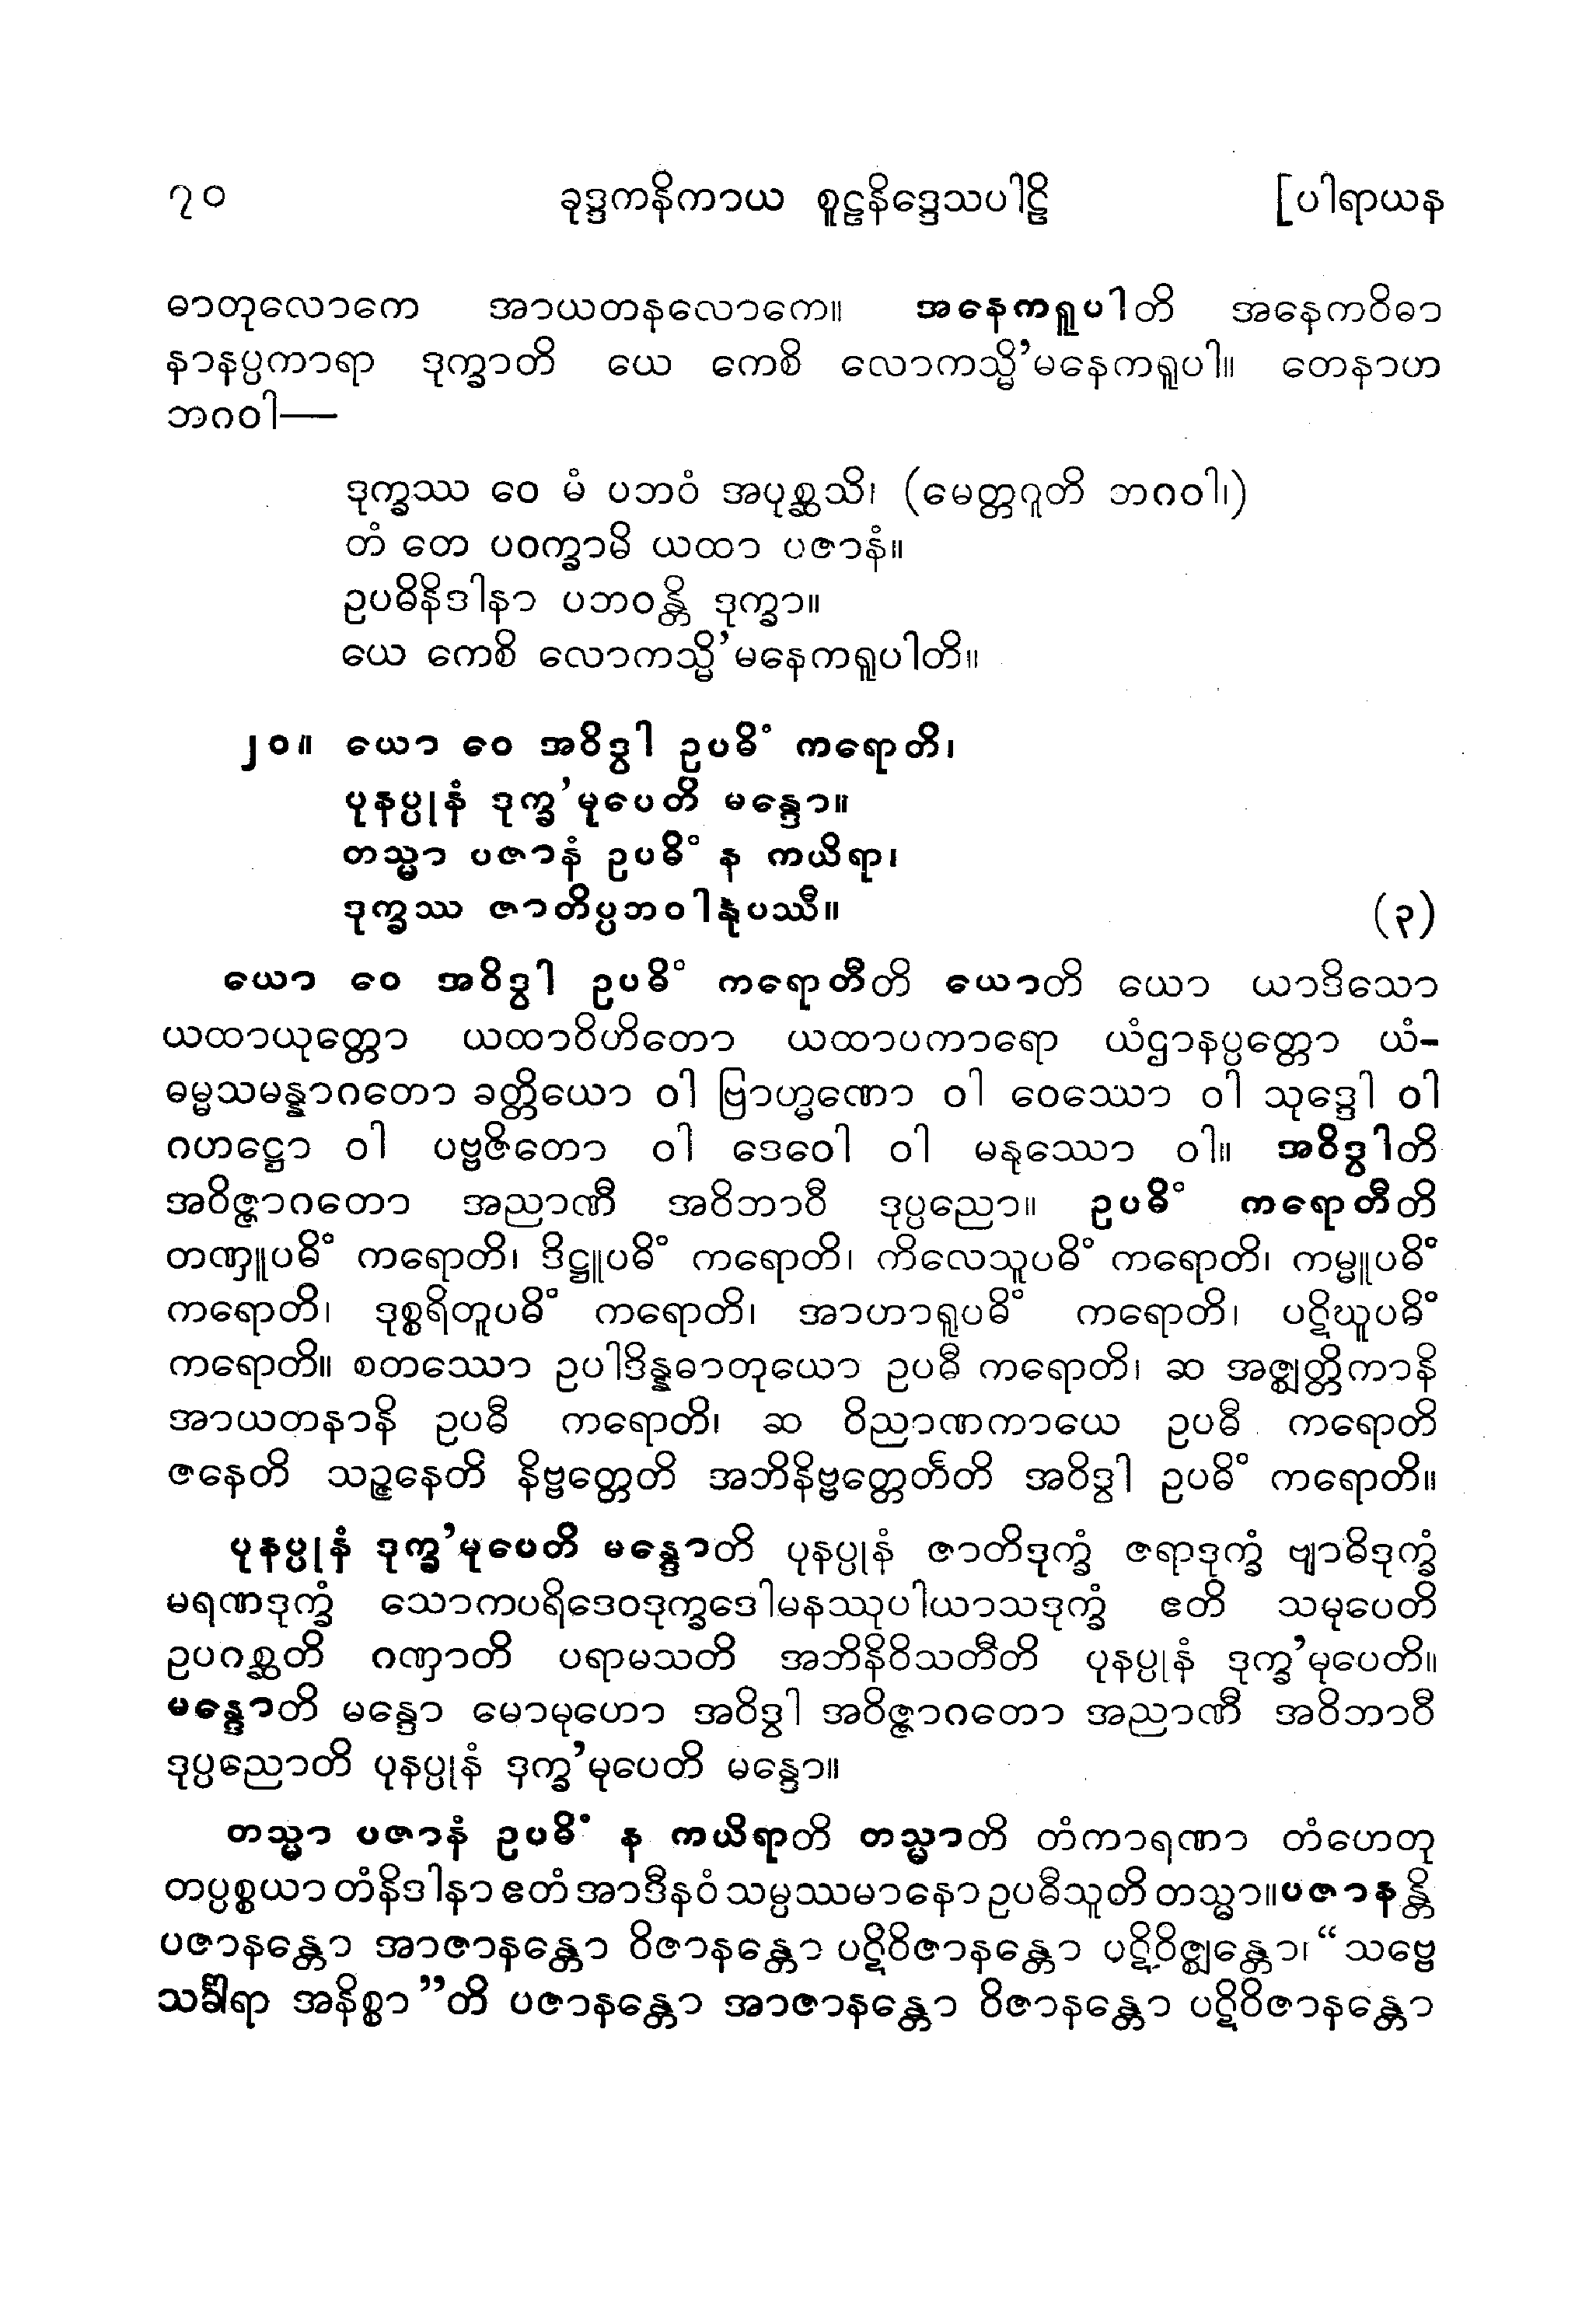 ၇၀ ခုဒ္ဒကနိကာယ စူဠနိဒ္ဒေသပါဠိ [ပါရာယန
ဓာတုလောကေ အာယတနလောကေ။ အနေကရူပါတိ အနေကဝိဓာ
နာနပ္ပကာရာ ဒုက္ခာတိ ယေ ကေစိ လောကသ္မိ’မနေကရူပါ။ တေနာဟ
ဘဂဝါ—
ဒုက္ခဿ ဝေ မံ ပဘဝံ အပုစ္ဆသိ၊ (မေတ္တဂူတိ ဘဂဝါ၊)
တံ တေ ပဝက္ခာမိ ယထာ ပဇာနံ။
ဥပဓိနိဒါနာ ပဘဝန္တိ ဒုက္ခာ။
ယေ ကေစိ လောကသ္မိ’မနေကရူပါတိ။
၂၀။ ယော ဝေ အဝိဒွါ ဥပဓိံ ကရောတိ၊
ပုနပ္ပုနံ ဒုက္ခ’မုပေတိ မန္ဒော။
တသ္မာ ပဇာနံ ဥပဓိံ န ကယိရာ၊
ဒုက္ခဿ ဇာတိပ္ပဘဝါနုပဿီ။ (၃)
ယော ဝေ အဝိဒွါ ဥပဓိံ ကရောတီတိ ယောတိ ယော ယာဒိသော
ယထာယုတ္တော ယထာဝိဟိတော ယထာပကာရော ယံဌာနပ္ပတ္တော ယံ-
ဓမ္မသမန္နာဂတော ခတ္တိယော ဝါ ဗြာဟ္မဏော ဝါ ဝေဿော ဝါ သုဒ္ဒေါ ဝါ
ဂဟဋ္ဌော ဝါ ပဗ္ဗဇိတော ဝါ ဒေဝေါ ဝါ မနုဿော ဝါ။ အဝိဒွါတိ
အဝိဇ္ဇာဂတော အညာဏီ အဝိဘာဝီ ဒုပ္ပညော။ ဥပဓိံ ကရောတီတိ
တဏှူပဓိံ ကရောတိ၊ ဒိဋ္ဌူပဓိံ ကရောတိ၊ ကိလေသူပဓိံ ကရောတိ၊ ကမ္မူပဓိံ
ကရောတိ၊ ဒုစ္စရိတူပဓိံ ကရောတိ၊ အာဟာရူပဓိံ ကရောတိ၊ ပဋိဃူပဓိံ
ကရောတိ။ စတဿော ဥပါဒိန္နဓာတုယော ဥပဓီ ကရောတိ၊ ဆ အဇ္ဈတ္တိကာနိ
အာယတနာနိ ဥပဓီ ကရောတိ၊ ဆ ဝိညာဏကာယေ ဥပဓီ ကရောတိ
ဇနေတိ သဉ္ဇနေတိ နိဗ္ဗတ္တေတိ အဘိနိဗ္ဗတ္တေတီတိ အဝိဒွါ ဥပဓိံ ကရောတိ။
ပုနပ္ပုနံ ဒုက္ခ’မုပေတိ မန္ဒောတိ ပုနပ္ပုနံ ဇာတိဒုက္ခံ ဇရာဒုက္ခံ ဗျာဓိဒုက္ခံ
မရဏဒုက္ခံ သောကပရိဒေဝဒုက္ခဒေါမနဿုပါယာသဒုက္ခံ ဧတိ သမုပေတိ
ဥပဂစ္ဆတိ ဂဏှာတိ ပရာမသတိ အဘိနိဝိသတီတိ ပုနပ္ပုနံ ဒုက္ခ’မုပေတိ။
မန္ဒောတိ မန္ဒော မောမုဟော အဝိဒွါ အဝိဇ္ဇာဂတော အညာဏီ အဝိဘာဝီ
ဒုပ္ပညောတိ ပုနပ္ပုနံ ဒုက္ခ’မုပေတိ မန္ဒော။
တသ္မာ ပဇာနံ ဥပဓိံ န ကယိရာတိ တသ္မာတိ တံကာရဏာ တံဟေတု
တပ္ပစ္စယာ တံနိဒါနာ ဧတံ အာဒီနဝံ သမ္ပဿမာနော ဥပဓီသူတိ တသ္မာ။ ပဇာနန္တိ
ပဇာနန္တော အာဇာနန္တော ဝိဇာနန္တော ပဋိဝိဇာနန္တော ပဋိဝိဇ္ဈန္တော၊ “သဗ္ဗေ
သင်္ခါရာ အနိစ္စာ”တိ ပဇာနန္တော အာဇာနန္တော ဝိဇာနန္တော ပဋိဝိဇာနန္တော